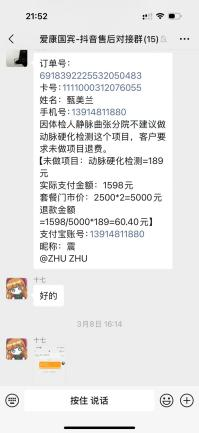 21:52
爱康国宾-抖音售后对接群(15)
订单号:
6918392225532050483
卡号:
1111000312076055
姓名:甄美兰
手机号:13914811880
因体检人静脉曲张分院不建议做
动脉硬化检测这个项目,客户要
求未做项目退费。
【未做项目:动脉硬化检测=189
元
实际支付金额:1598元
套餐门市价:2500*2=5000元
退款金额
=1598/5000*189=60.40元】
支付宝账号:13914811880
昵称:震
@ZHU ZHU
十七
好的
3月8日 16:14
十七
按住 说话